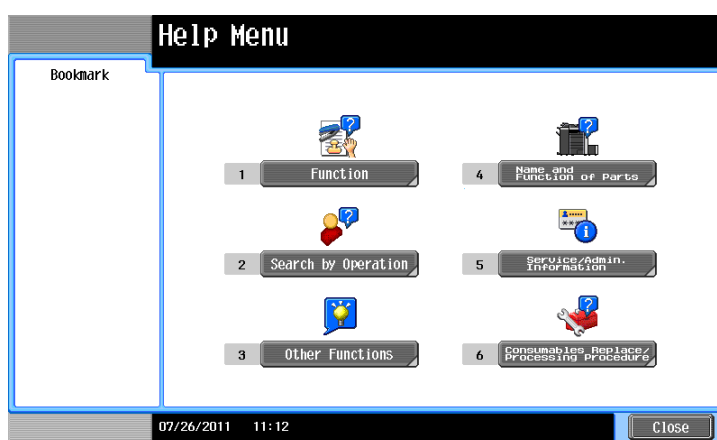 Help Menu
Bookmark
1 Function
4 Name and
Function of Parts
2 Search by Operation
5 Service/Admin.
Information
3 Other Functions
6 Consumables Replace/
Processing Procedure
07/26/2011 11:12
Close